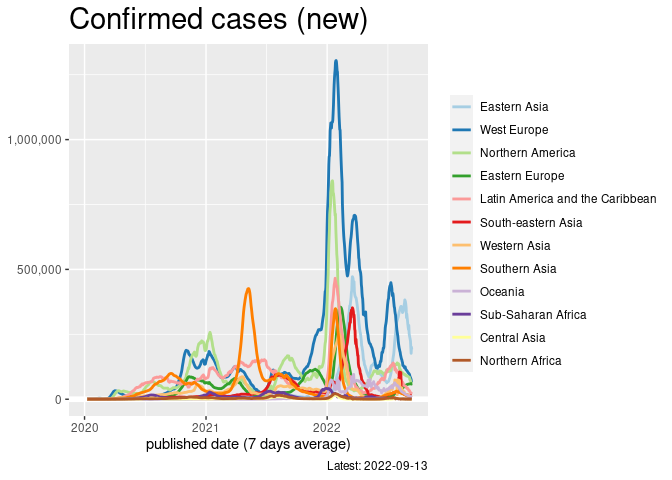 Confirmed cases (new)
1,000,000
500,000
0
2020
2021
2022
published date (7 days average)
Latest: 2022-09-13
Eastern Asia
West Europe
Northern America
Eastern Europe
Latin America and the Caribbean
South-eastern Asia
Western Asia
Southern Asia
Oceania
Sub-Saharan Africa
Central Asia
Northern Africa